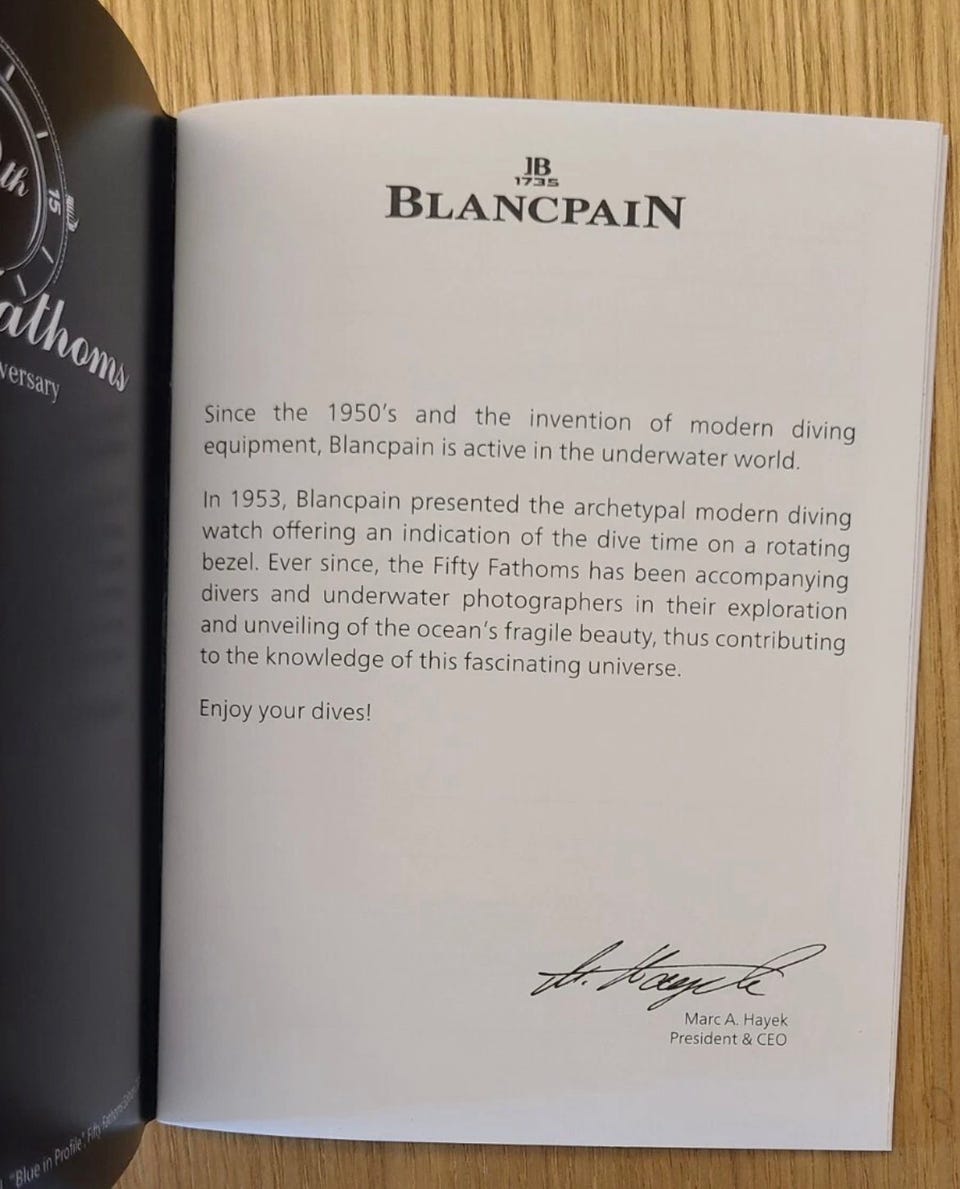 th
15
athoms
versary
"Blue in Profile", Fifty Fathoms
JB
1735
BLANCPAIN
Since the 1950's and the invention of modern diving
equipment, Blancpain is active in the underwater world.
In 1953, Blancpain presented the archetypal modern diving
watch offering an indication of the dive time on a rotating
bezel. Ever since, the Fifty Fathoms has been accompanying
divers and underwater photographers in their exploration
and unveiling of the ocean's fragile beauty, thus contributing
to the knowledge of this fascinating universe.
Enjoy your dives!
M. Hayek
Marc A. Hayek
President & CEO